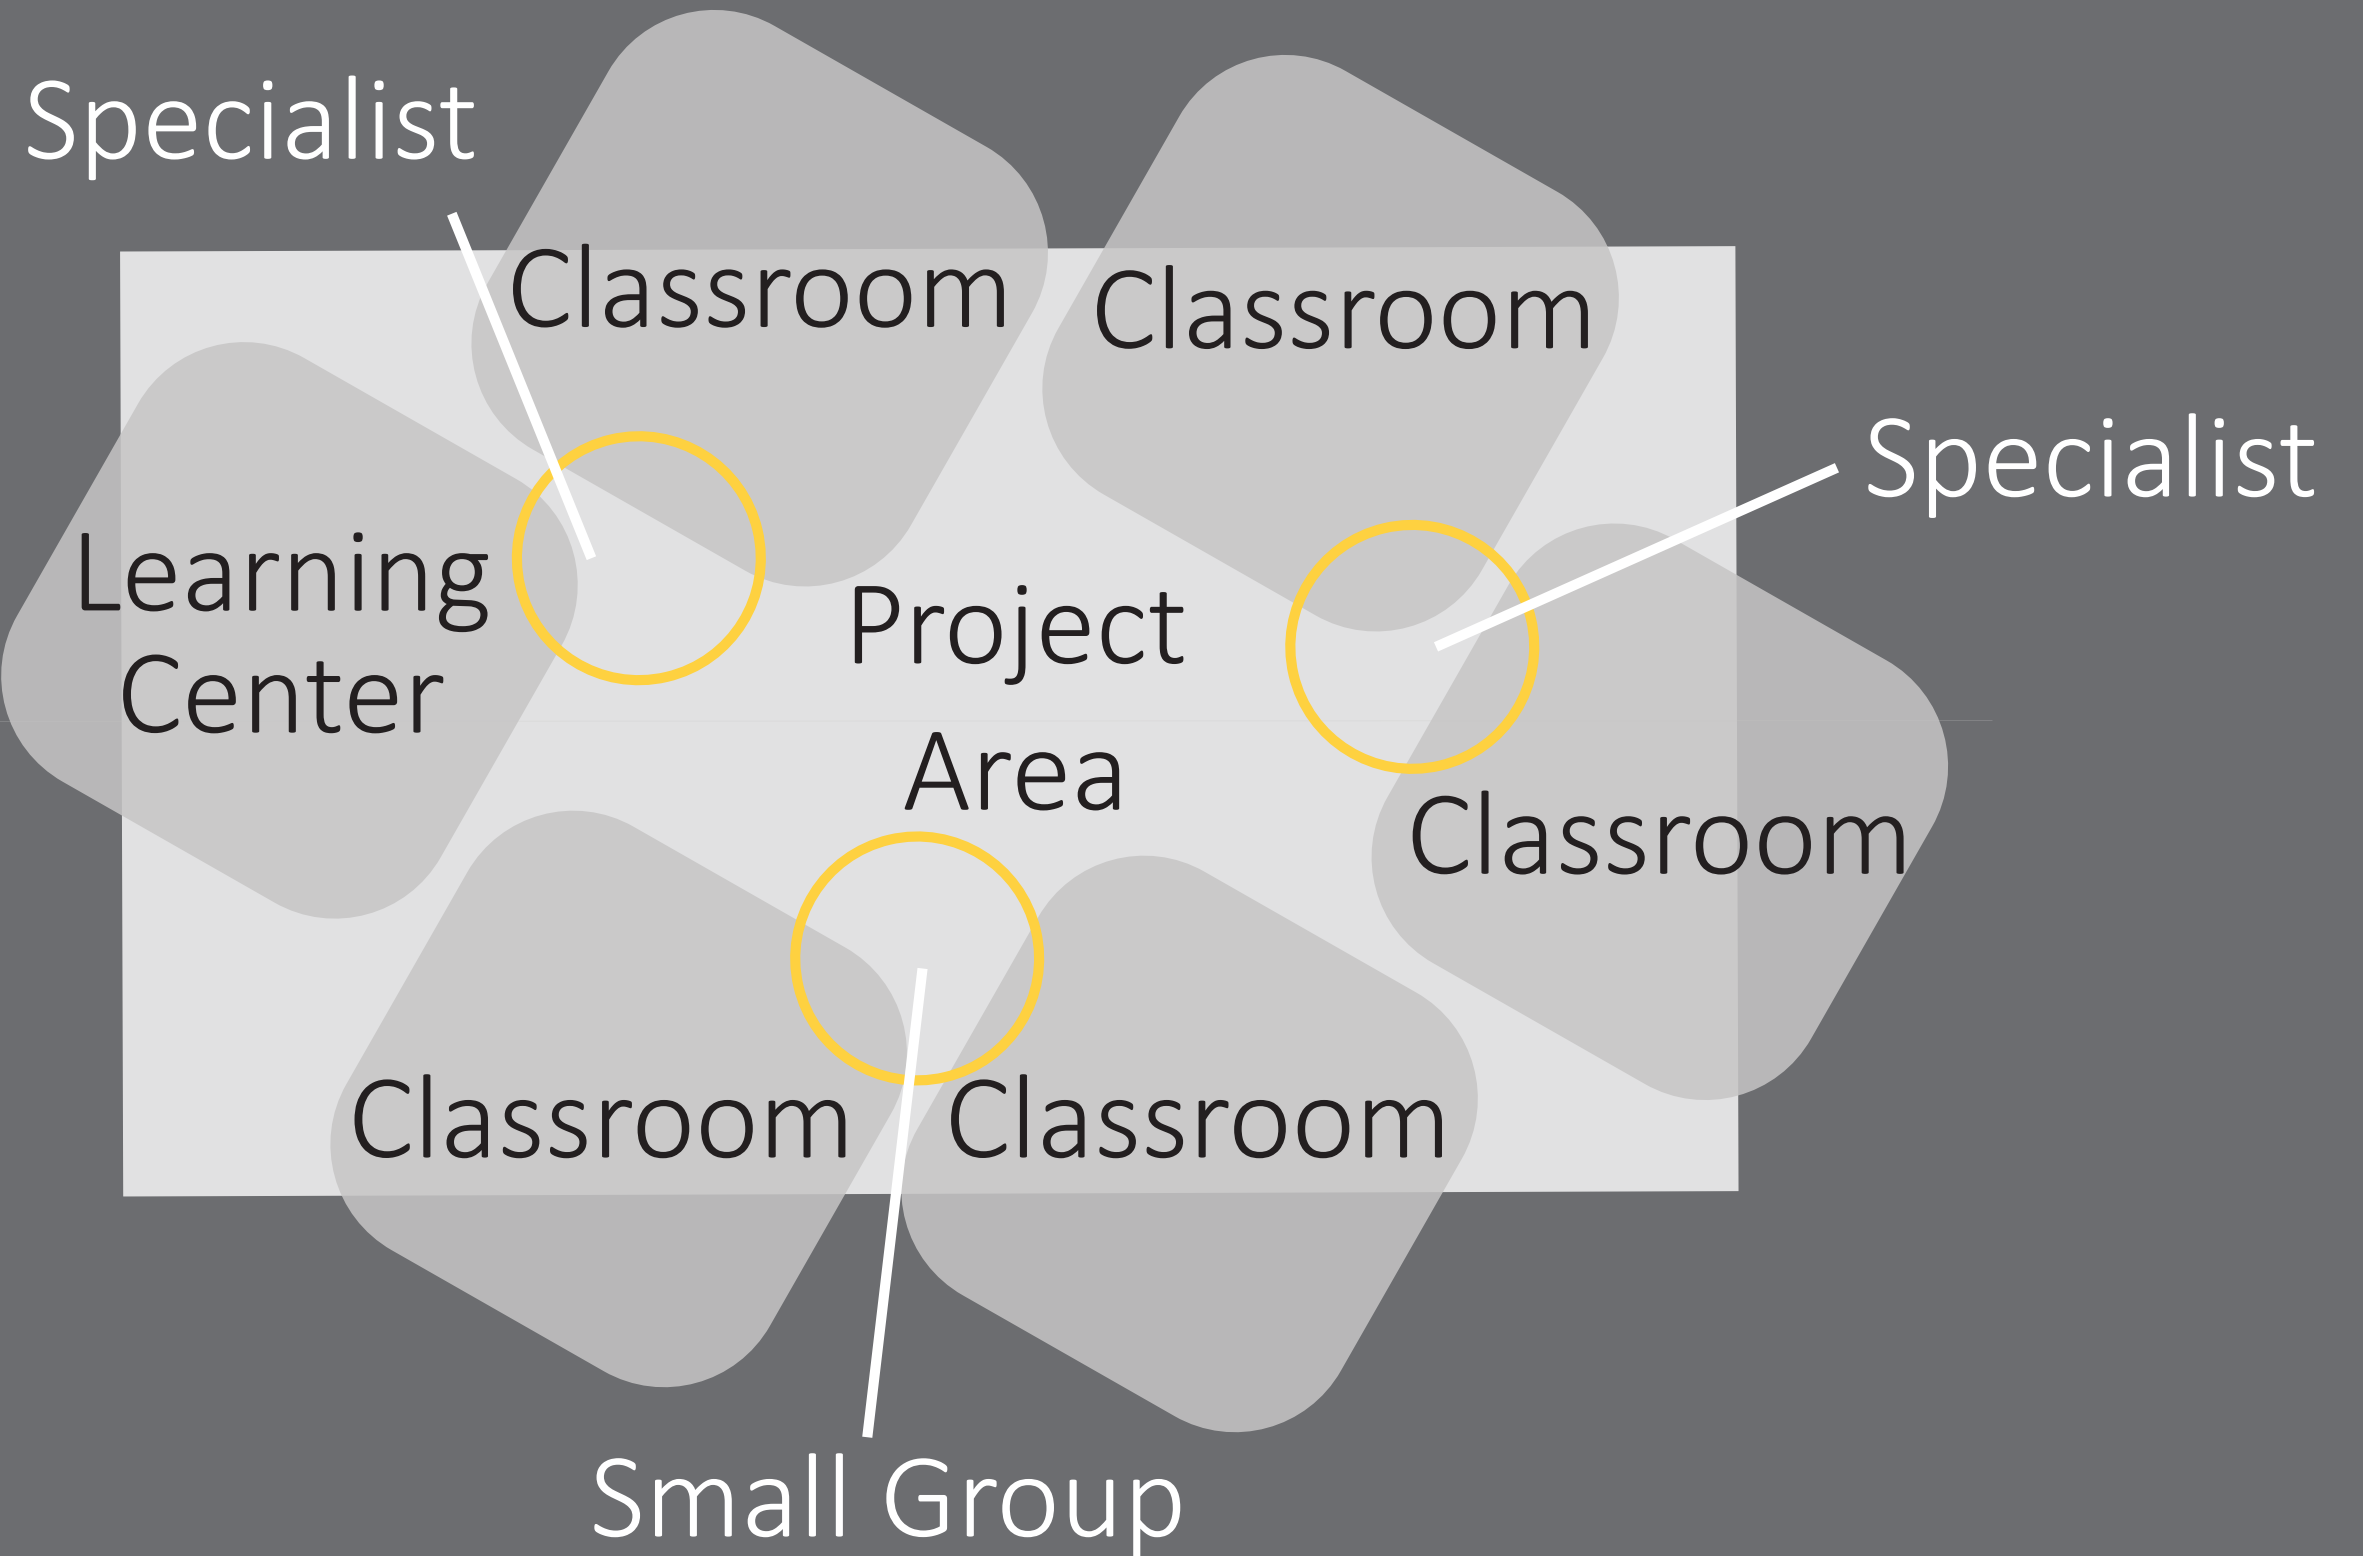 Specialist
Classroom
Classroom
Specialist
Learning
Center
Project
Area
Classroom
Classroom
Classroom
Small Group